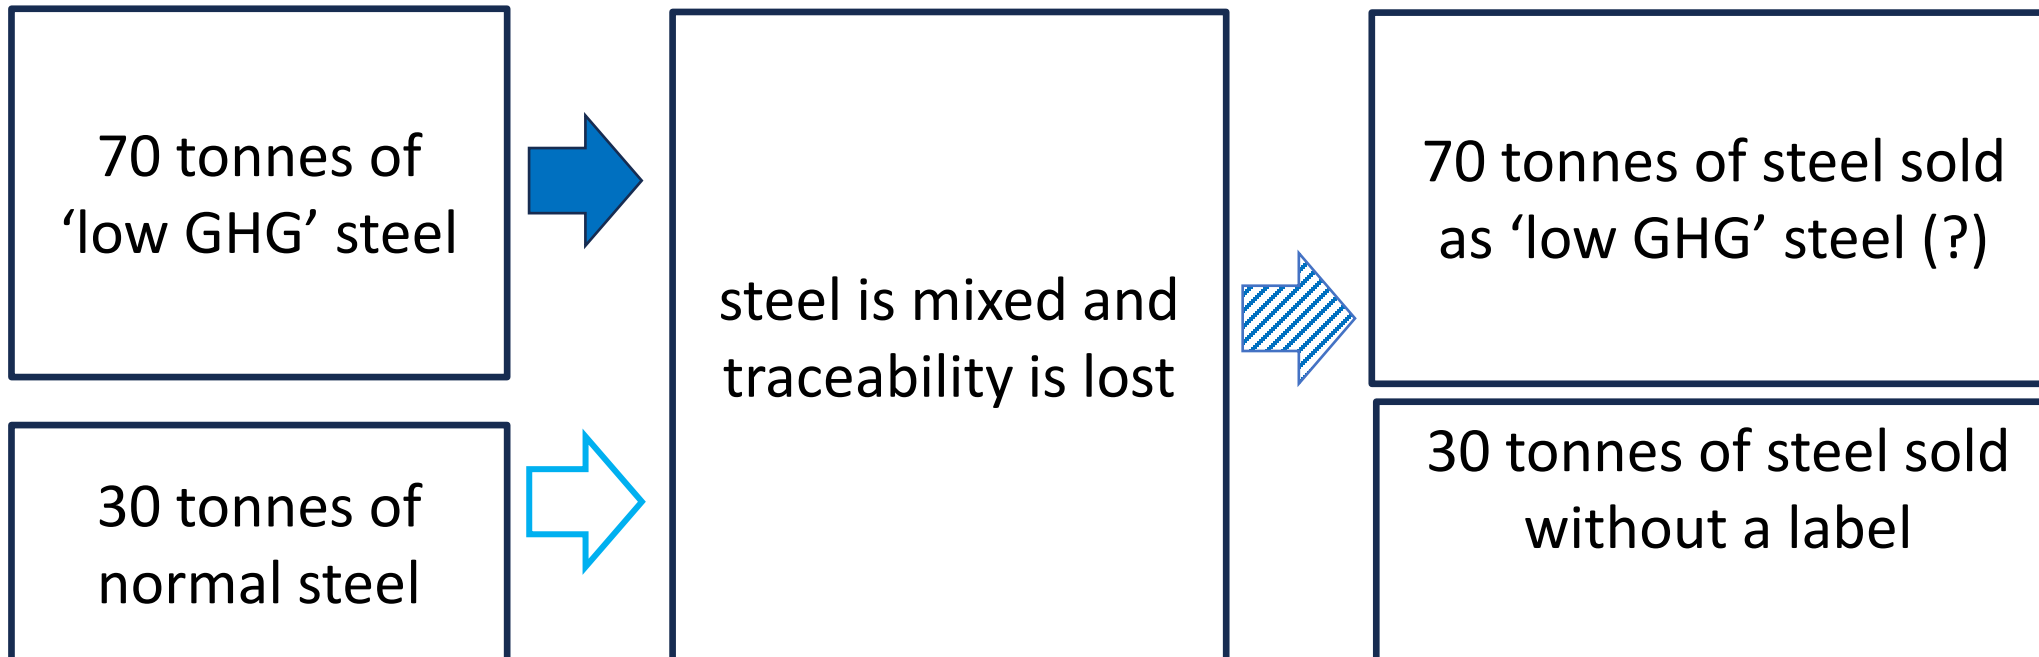 70 tonnes of
‘low GHG’ steel
30 tonnes of
normal steel
steel is mixed and
traceability is lost
70 tonnes of steel sold
as ‘low GHG’ steel (?)
30 tonnes of steel sold
without a label